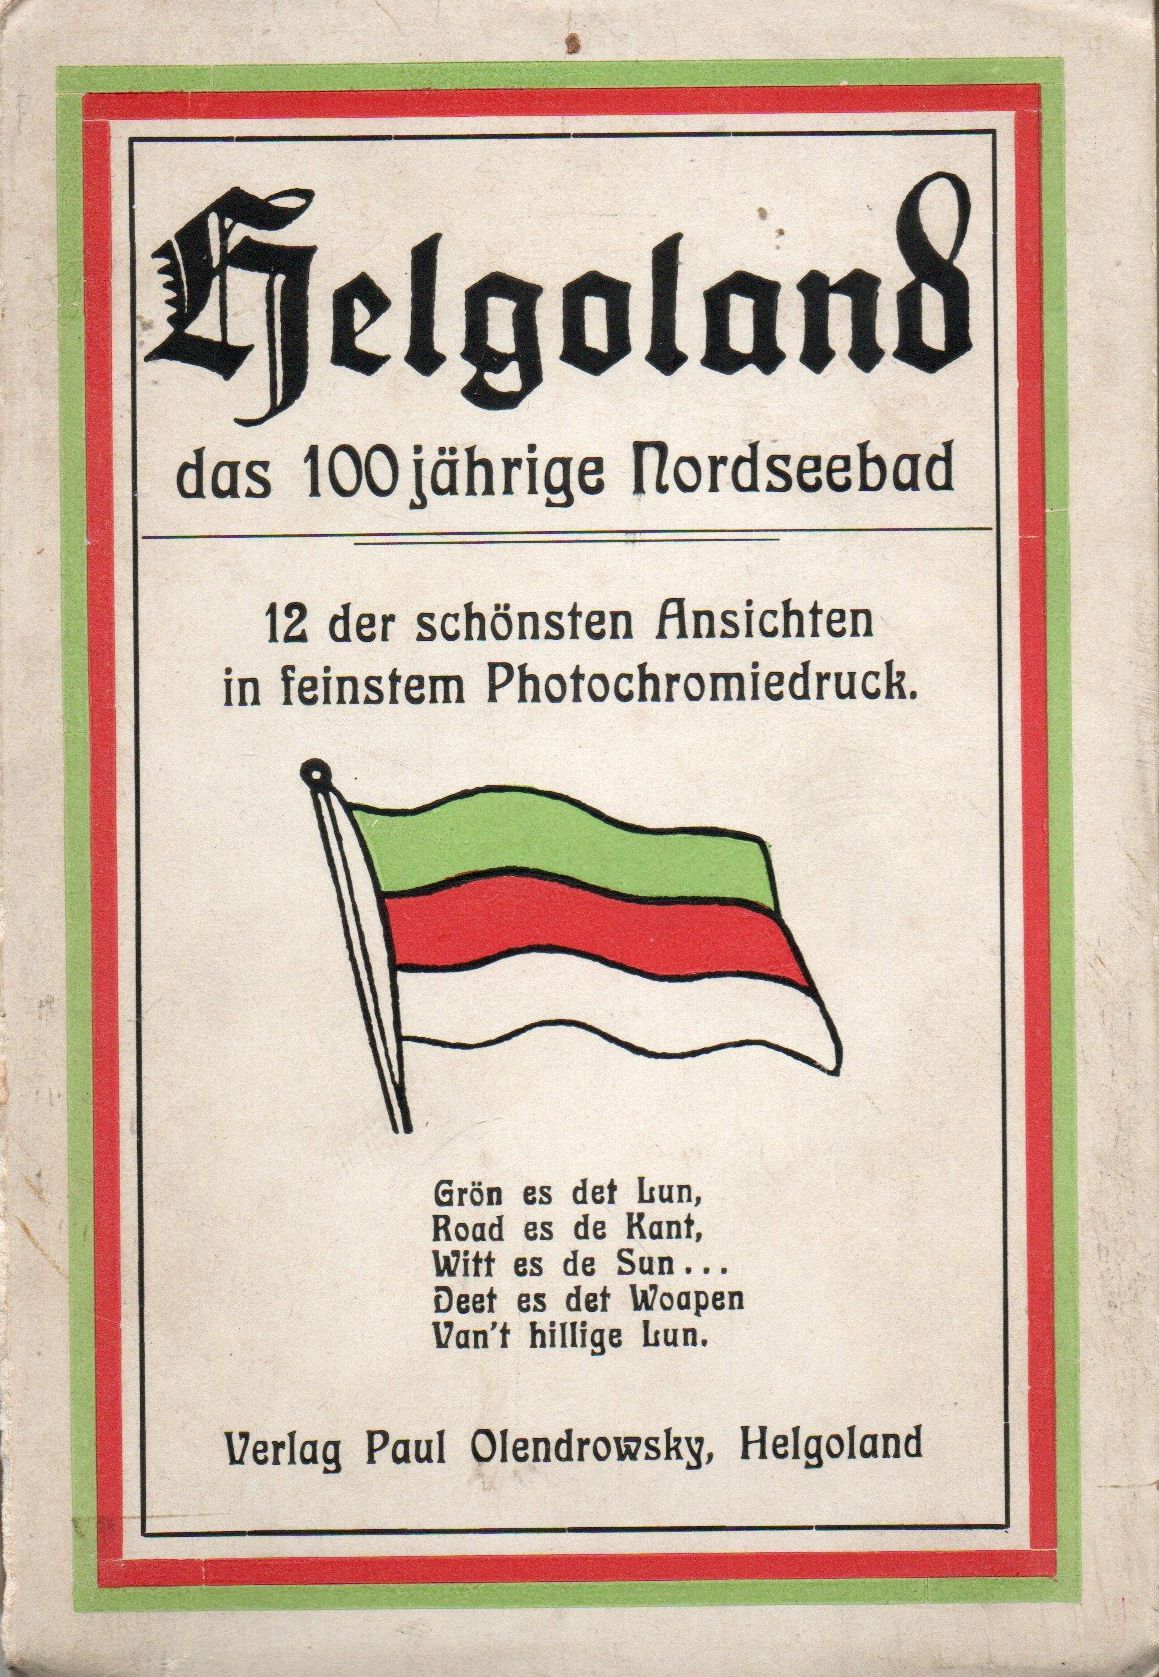 Helgoland
das 100jährige Nordseebad
12 der schönsten Ansichten
in feinstem Photochromiedruck.
Grön es det Lun,
Road es de Kant,
Witt es de Sun...
Deet es det Woapen
Van't hillige Lun.
Verlag Paul Olendrowsky, Helgoland